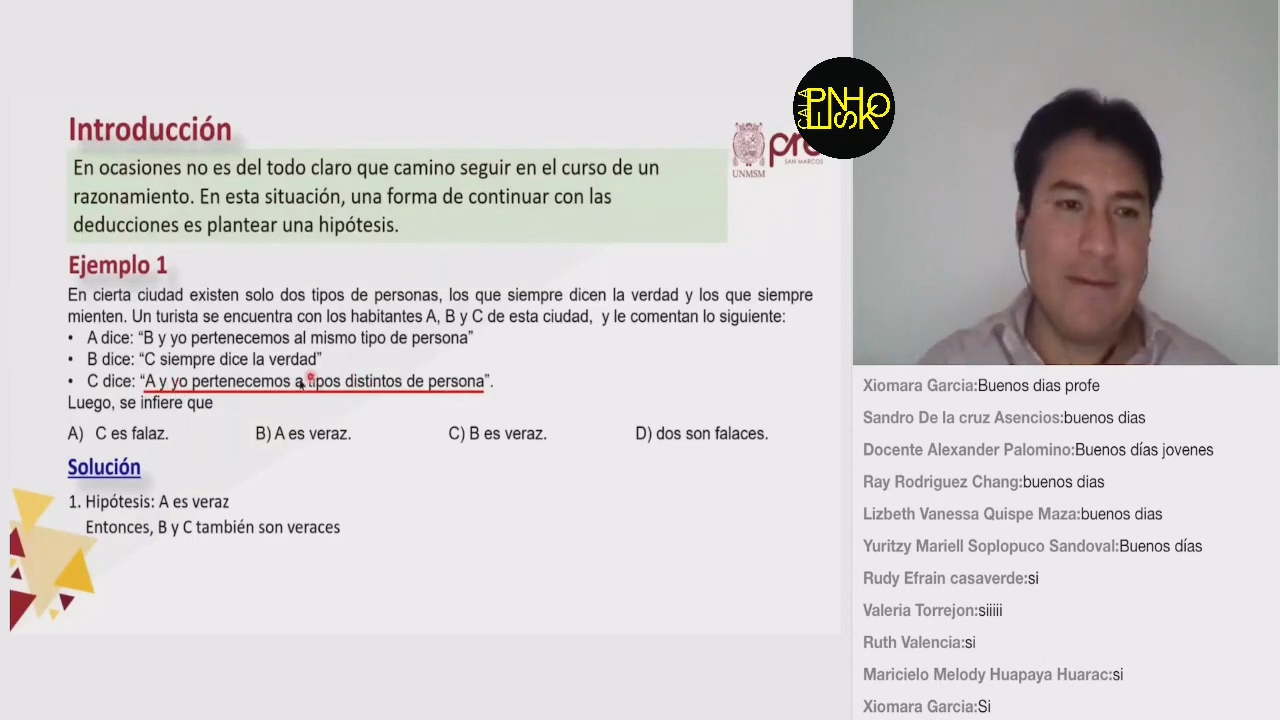 Introducción
En ocasiones no es del todo claro que camino seguir en el curso de un
razonamiento. En esta situación, una forma de continuar con las
deducciones es plantear una hipótesis.
UNMSM
SAN MARCOS
Ejemplo 1
En cierta ciudad existen solo dos tipos de personas, los que siempre dicen la verdad y los que siempre
mienten. Un turista se encuentra con los habitantes A, B y C de esta ciudad, y le comentan lo siguiente:
• A dice: “B y yo pertenecemos al mismo tipo de persona”
• B dice: “C siempre dice la verdad”
• C dice: “A y yo pertenecemos a tipos distintos de persona”.
Luego, se infiere que
A) C es falaz. B) A es veraz. C) B es veraz. D) dos son falaces.
Solución
1. Hipótesis: A es veraz
Entonces, B y C también son veraces
Xiomara Garcia:Buenos dias profe
Sandro De la cruz Asencios:buenos dias
Docente Alexander Palomino:Buenos días jovenes
Ray Rodriguez Chang:buenos dias
Lizbeth Vanessa Quispe Maza:buenos dias
Yuritzy Mariell Soplopuco Sandoval:Buenos días
Rudy Efrain casaverde:si
Valeria Torrejon:siiiii
Ruth Valencia:si
Maricielo Melody Huapaya Huarac:si
Xiomara Garcia:Si